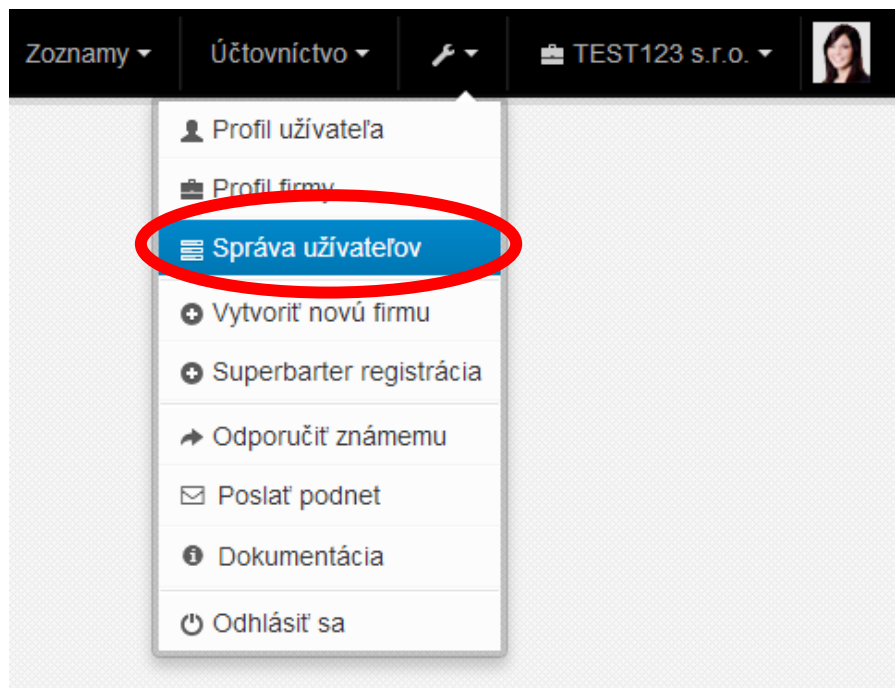 Zoznamy Účtovníctvo TEST123 s.r.o.
Profil užívateľa
Profil firmy
Správa užívateľov
Vytvoriť novú firmu
Superbarter registrácia
Odporučiť známemu
Poslať podnet
Dokumentácia
Odhlásiť sa